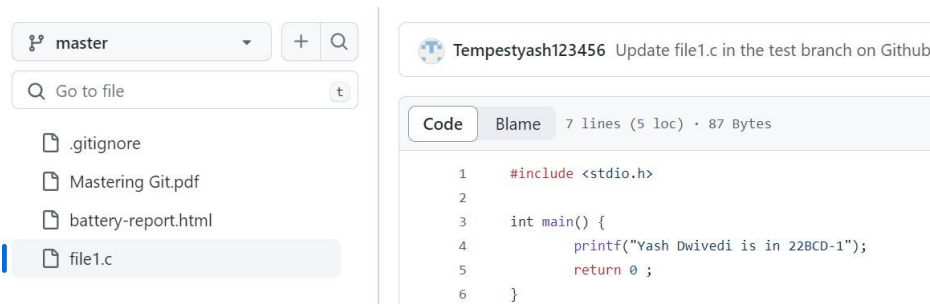 master
Go to file
t
.gitignore
Mastering Git.pdf
battery-report.html
file1.c
Tempestyash123456 Update file1.c in the test branch on Github
Code Blame 7 lines (5 loc) · 87 Bytes
1 #include <stdio.h>
2
3 int main() {
4 printf("Yash Dwivedi is in 22BCD-1");
5 return 0 ;
6 }